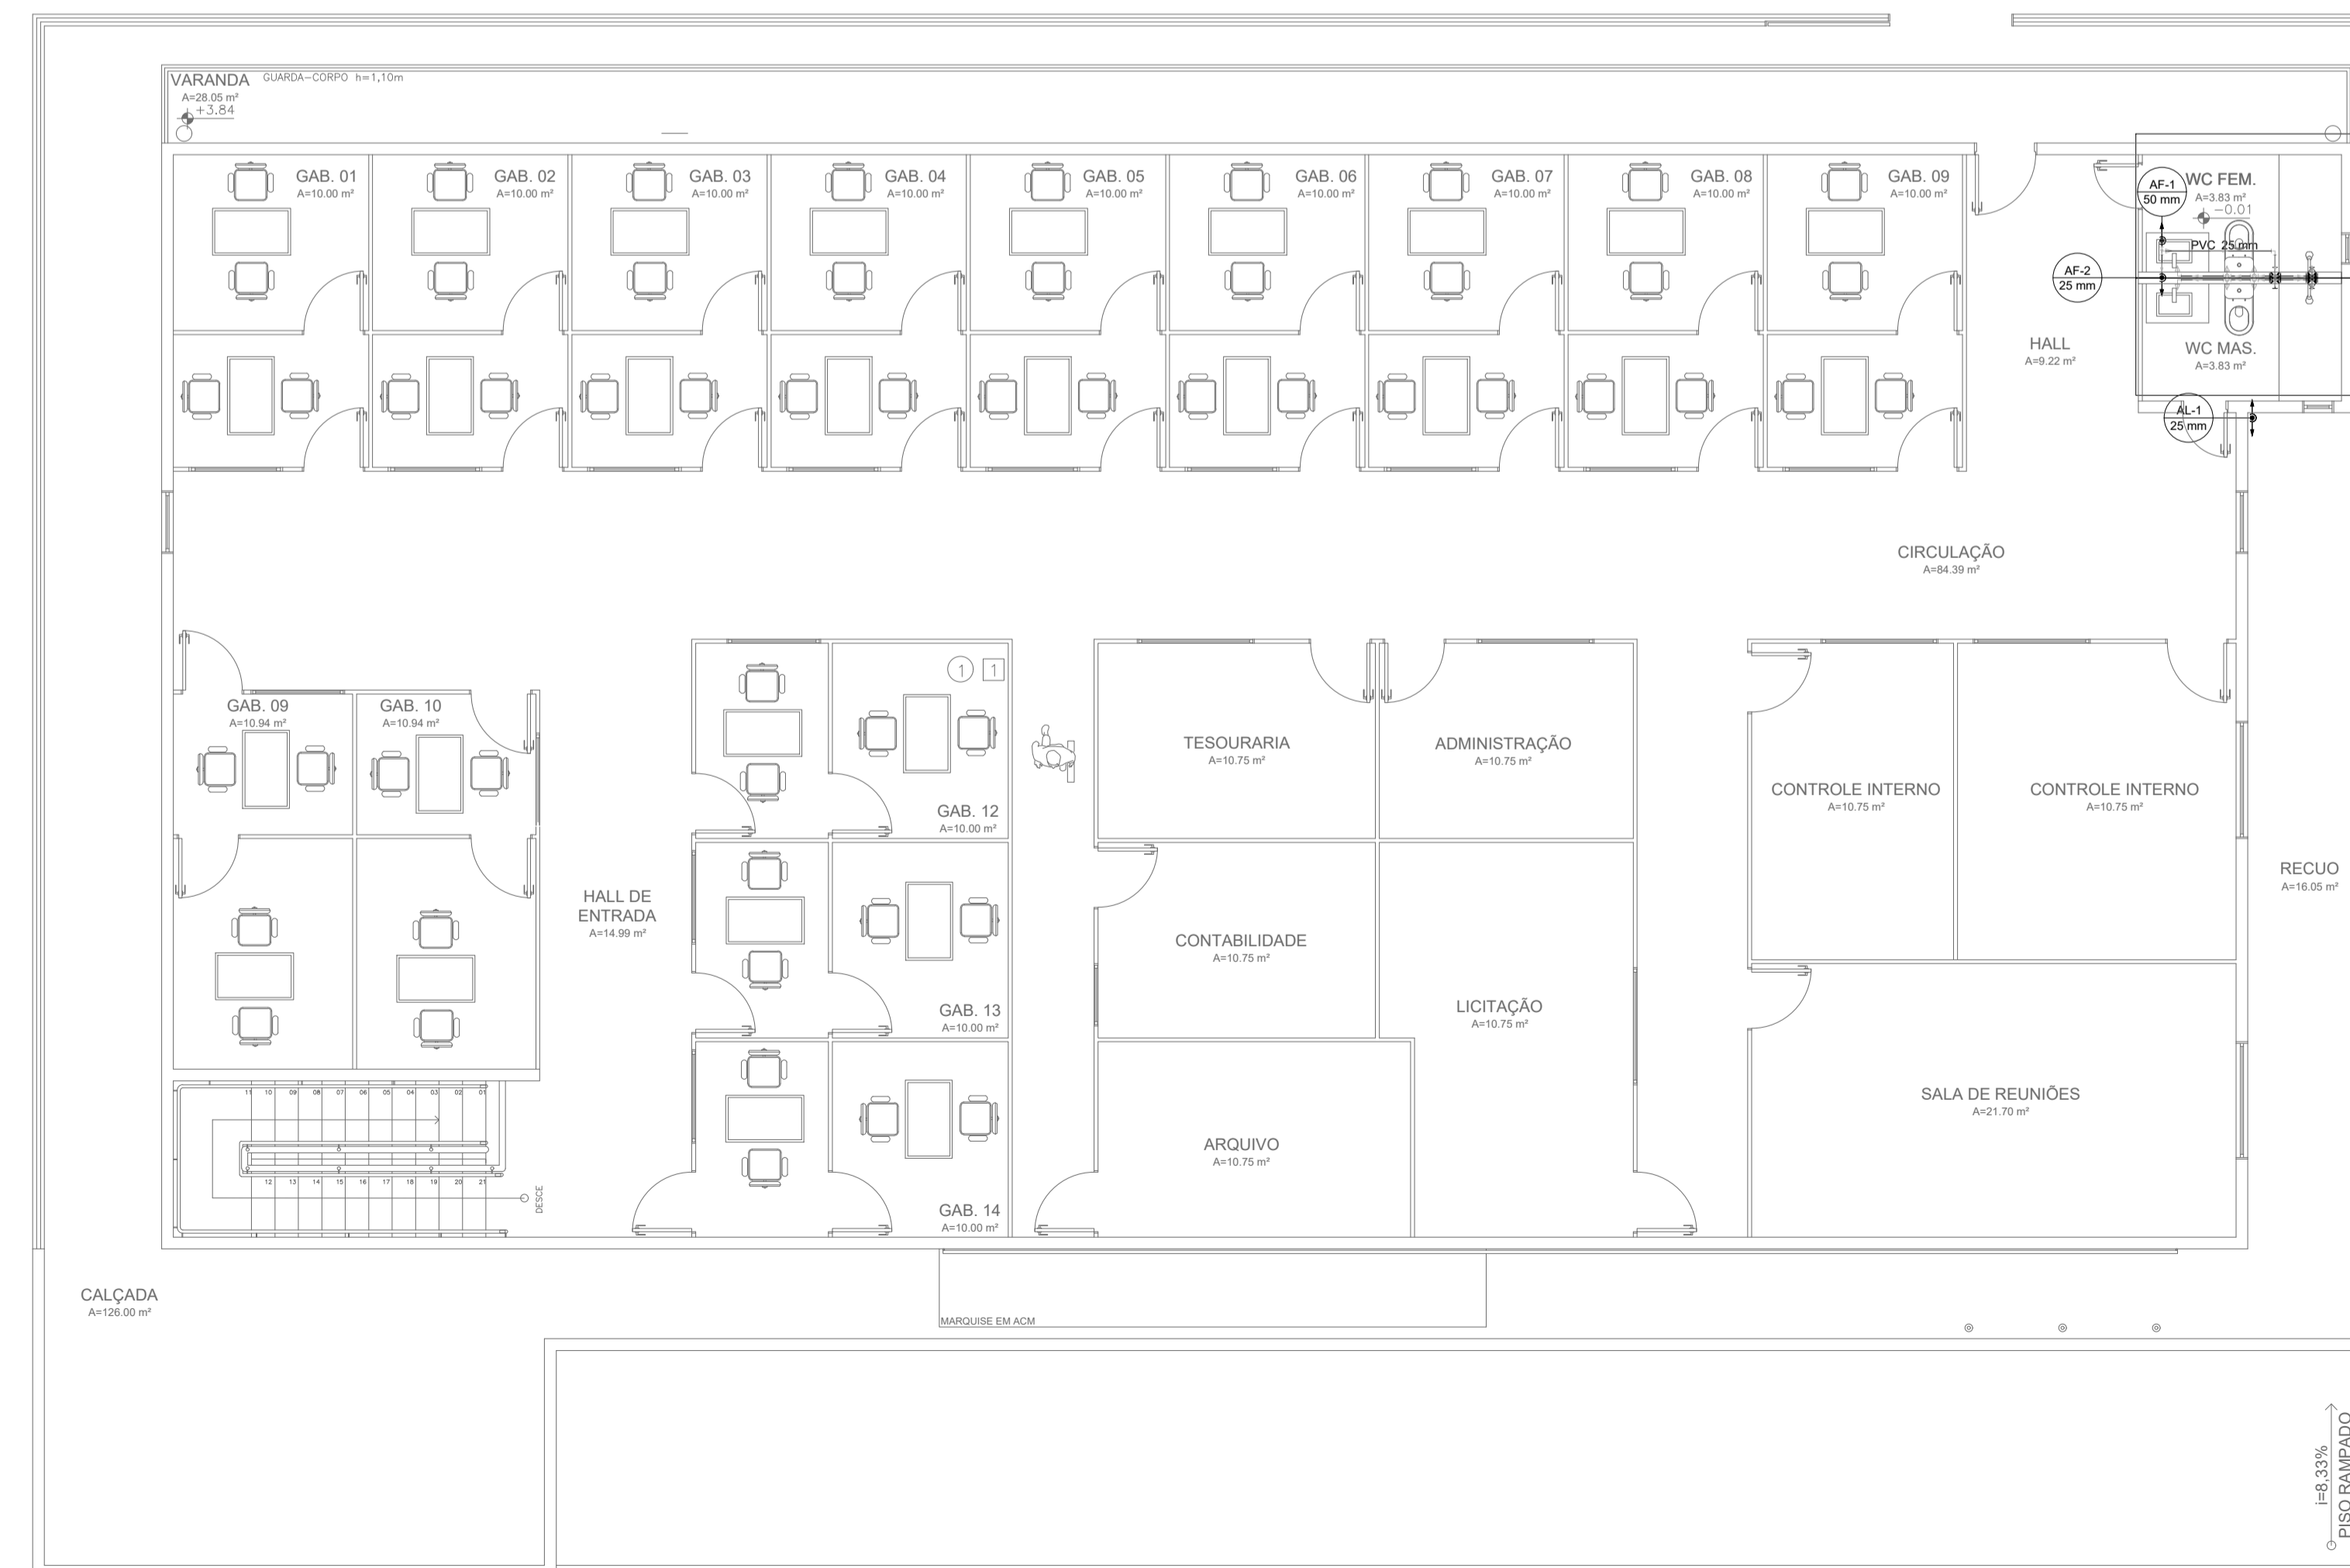 VARANDA
GUARDA-CORPO h=1,10m
A=28.05 m²
+3.84
GAB. 01
A=10.00 m²
GAB. 02
A=10.00 m²
GAB. 03
A=10.00 m²
GAB. 04
A=10.00 m²
GAB. 05
A=10.00 m²
GAB. 06
A=10.00 m²
GAB. 07
A=10.00 m²
GAB. 08
A=10.00 m²
GAB. 09
A=10.00 m²
AF-1
50 mm
WC FEM.
A=3.83 m²
-0.01
PVC 25 mm
AF-2
25 mm
HALL
A=9.22 m²
WC MAS.
A=3.83 m²
AL-1
25 mm
CIRCULAÇÃO
A=84.39 m²
GAB. 09
A=10.94 m²
GAB. 10
A=10.94 m²
1
1
GAB. 12
A=10.00 m²
TESOURARIA
A=10.75 m²
ADMINISTRAÇÃO
A=10.75 m²
CONTROLE INTERNO
A=10.75 m²
CONTROLE INTERNO
A=10.75 m²
RECUO
A=16.05 m²
HALL DE
ENTRADA
A=14.99 m²
CONTABILIDADE
A=10.75 m²
GAB. 13
A=10.00 m²
LICITAÇÃO
A=10.75 m²
SALA DE REUNIÕES
A=21.70 m²
11 10 09 08 07 06 05 04 03 02 01
12 13 14 15 16 17 18 19 20 21
DESCE
ARQUIVO
A=10.75 m²
GAB. 14
A=10.00 m²
CALÇADA
A=126.00 m²
MARQUISE EM ACM
i=8,33%
PISO RAMPADO